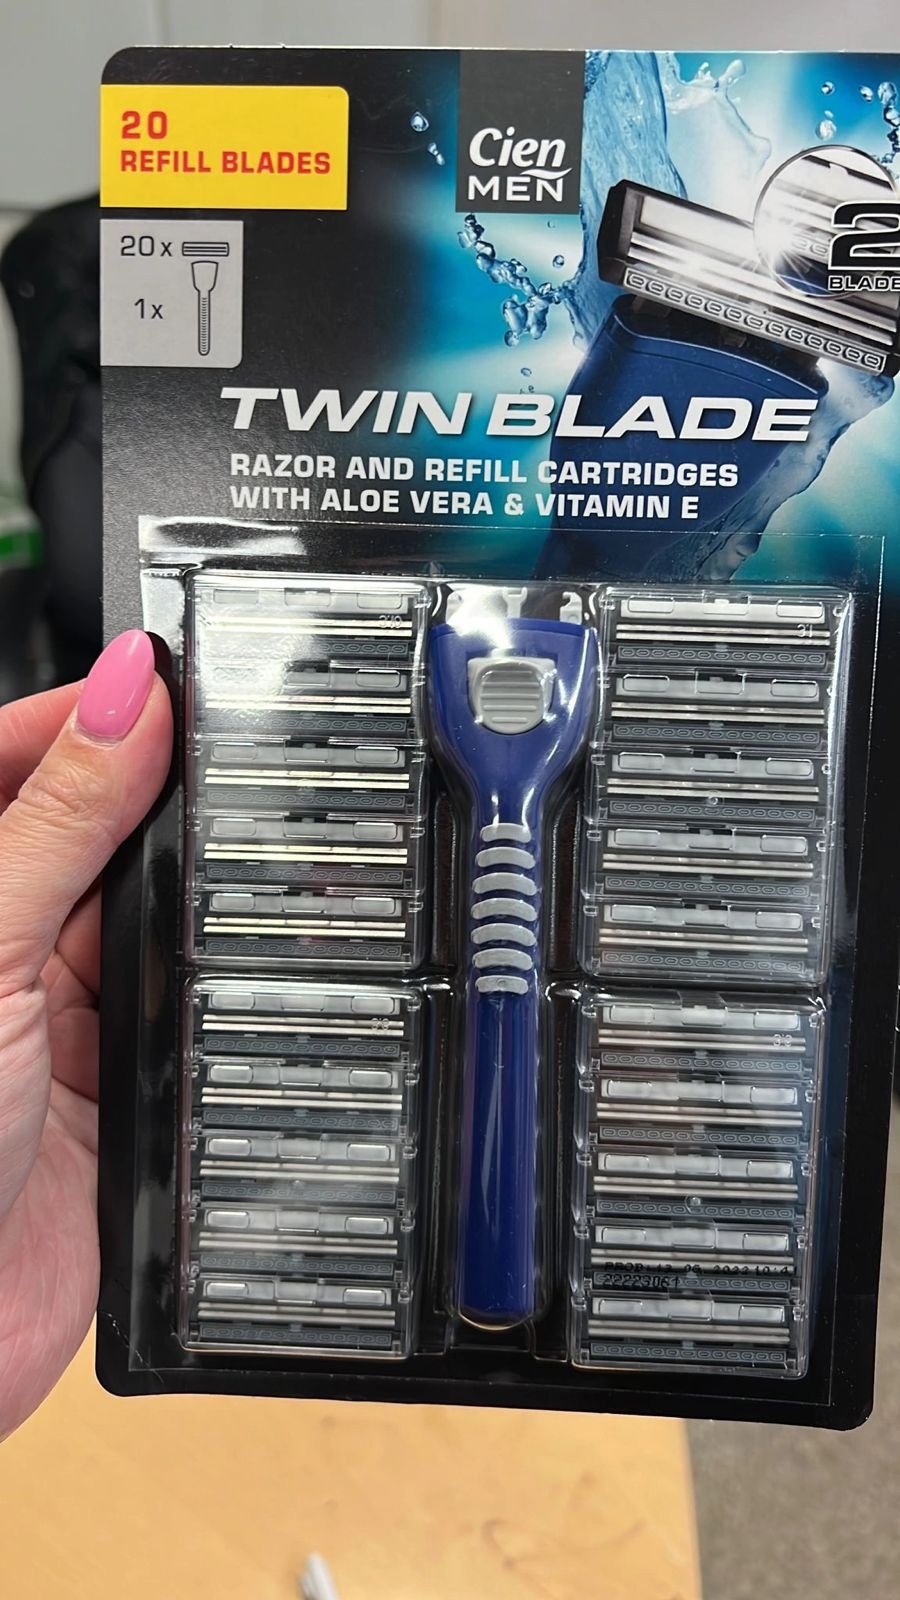 20
REFILL BLADES
20 x
1x
Cien
MEN
2
BLADE
TWIN BLADE
RAZOR AND REFILL CARTRIDGES
WITH ALOE VERA & VITAMIN E
31